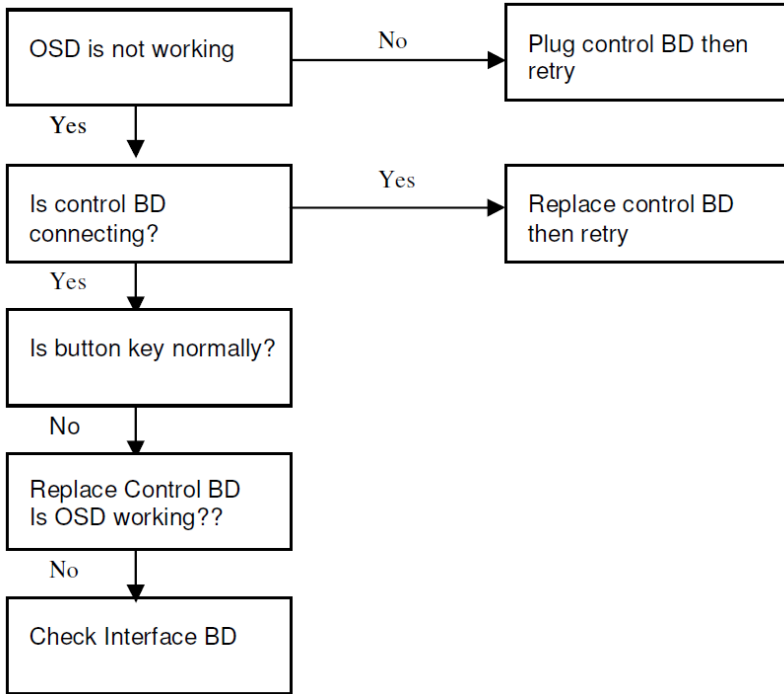 OSD is not working
No
Plug control BD then
retry
Yes
Is control BD
connecting?
Yes
Replace control BD
then retry
Yes
Is button key normally?
No
Replace Control BD
Is OSD working??
No
Check Interface BD